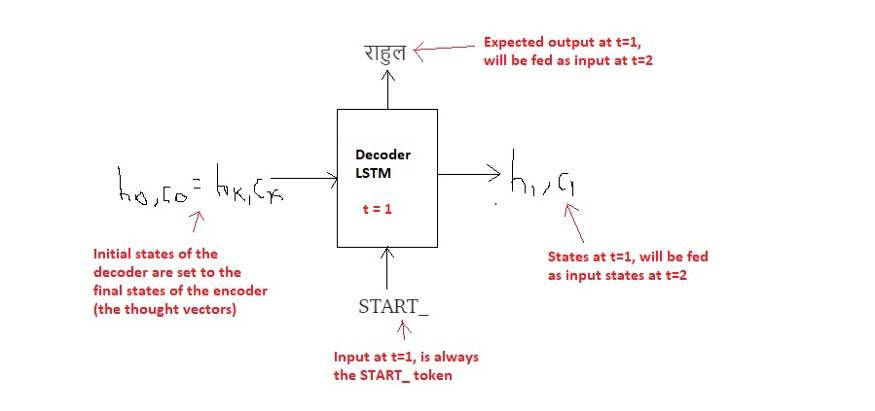 राहुल
Expected output at t=1,
will be fed as input at t=2
Decoder
LSTM
t = 1
h0,c0 = hk,ck
h1,c1
Initial states of the
decoder are set to the
final states of the encoder
(the thought vectors)
States at t=1, will be fed
as input states at t=2
START_
Input at t=1, is always
the START_ token